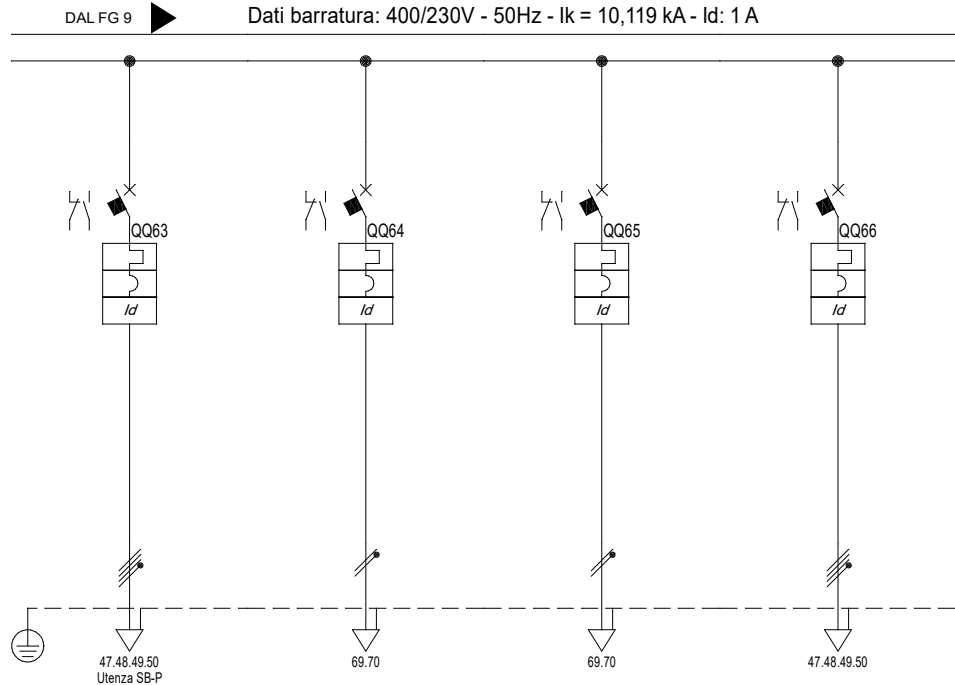 DAL FG 9
Dati barratura: 400/230V - 50Hz - Ik = 10,119 kA - Id: 1 A
QQ63
QQ64
QQ65
QQ66
Id
Id
Id
Id
47.48.49.50
69.70
69.70
47.48.49.50
Utenza SB-P